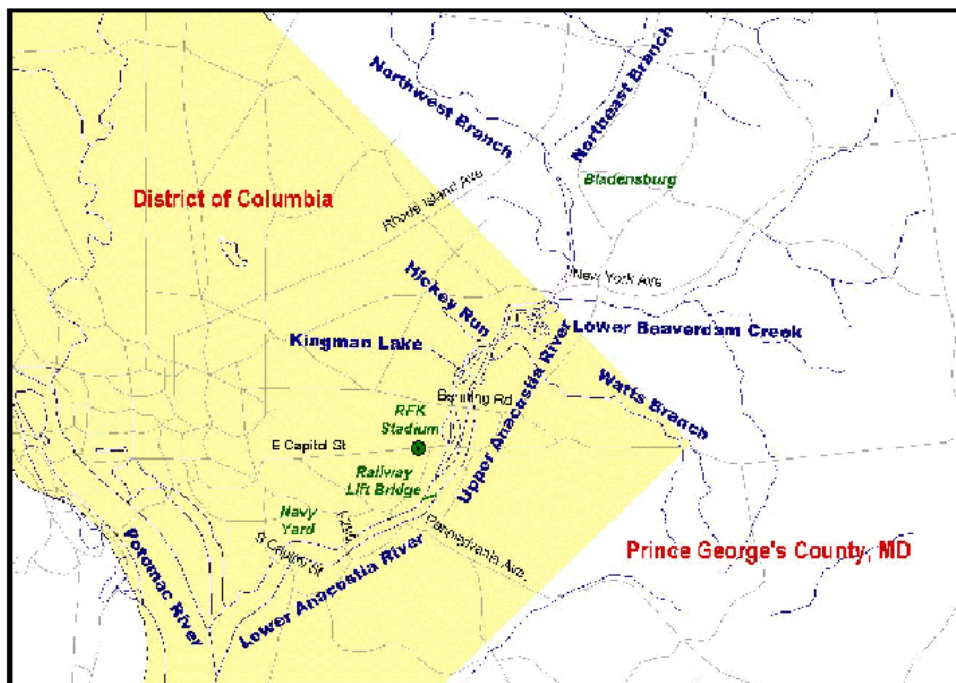 Northwest Branch
Northeast Branch
Bladensburg
District of Columbia
Rhode Island Ave
New York Ave
Hickey Run
Kingman Lake
Lower Beaverdam Creek
Upper Anacostia River
Watts Branch
Benning Rd
RFK
Stadium
E Capitol St
Railway
Lift Bridge
Navy
Yard
S Capitol St
Pennsylvania Ave.
Potomac River
Lower Anacostia River
Prince George's County, MD